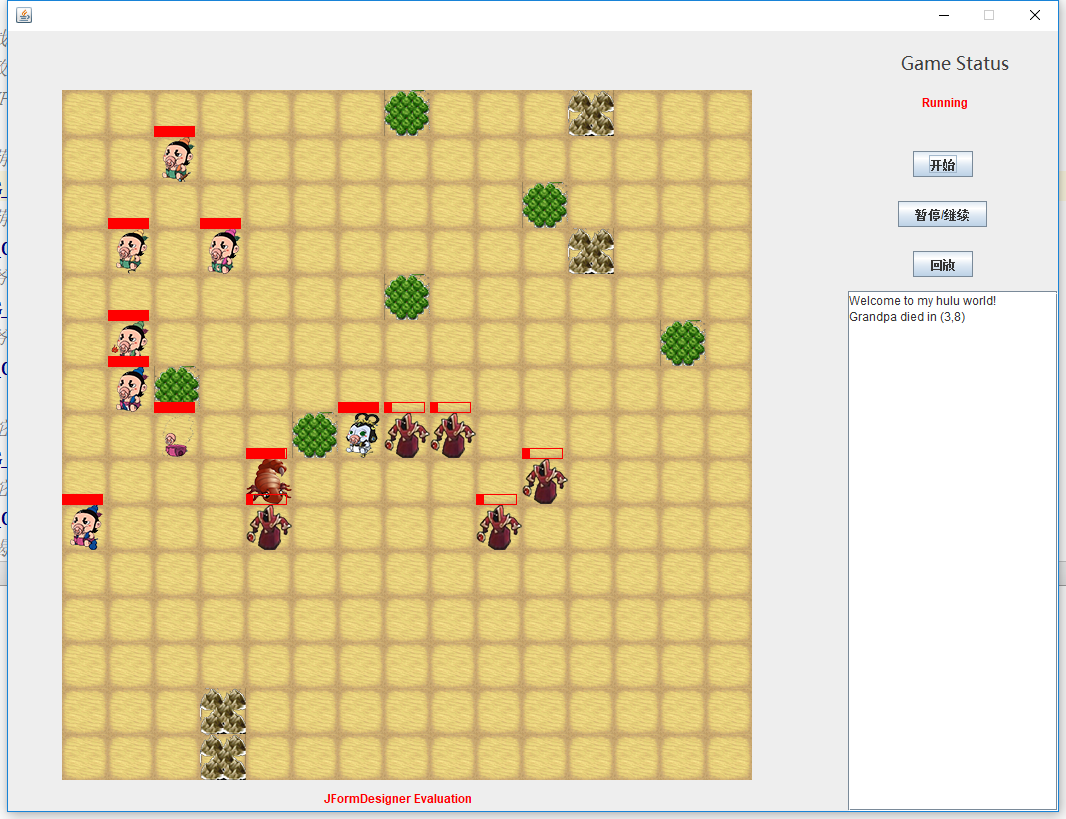 Game Status
Running
开始
暂停/继续
回放
Welcome to my hulu world!
Grandpa died in (3,8)
JFormDesigner Evaluation